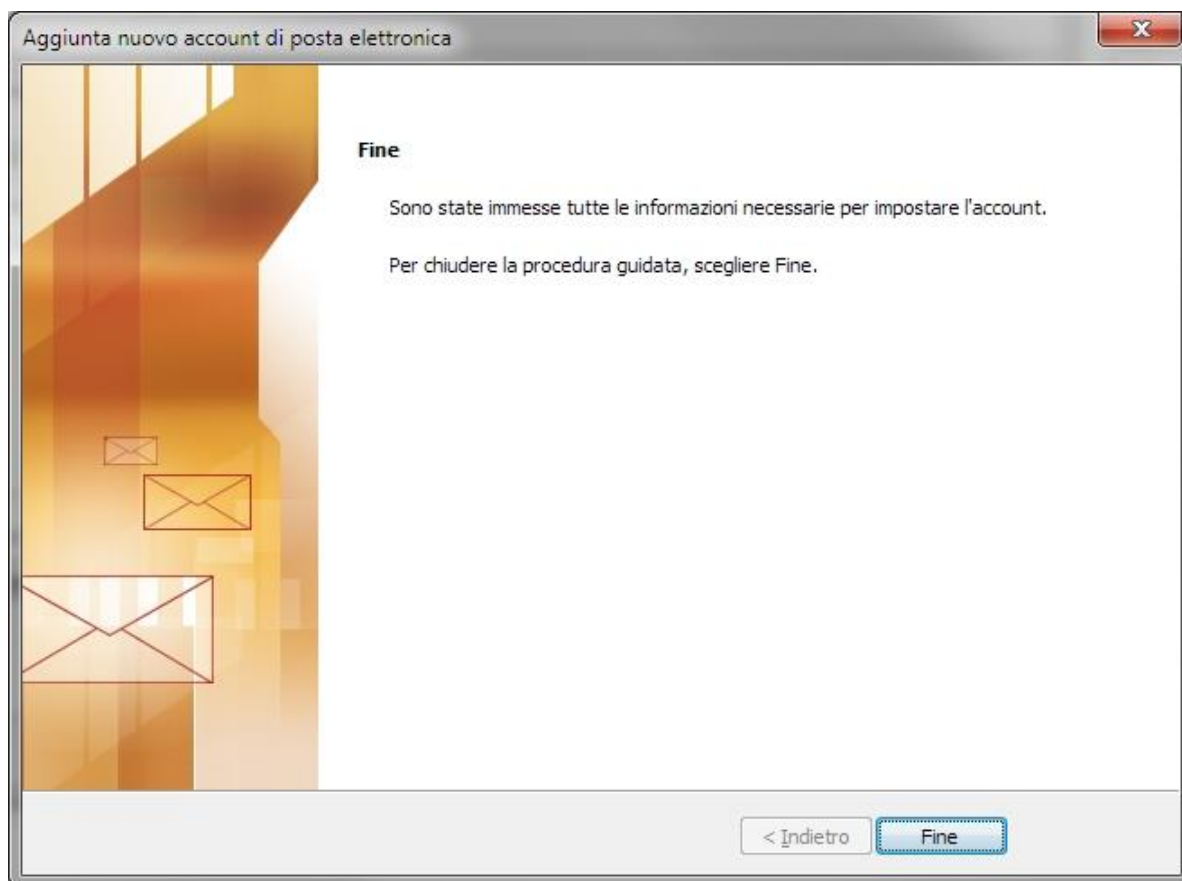 Aggiunta nuovo account di posta elettronica
Fine
Sono state immesse tutte le informazioni necessarie per impostare l'account.
Per chiudere la procedura guidata, scegliere Fine.
< Indietro
Fine